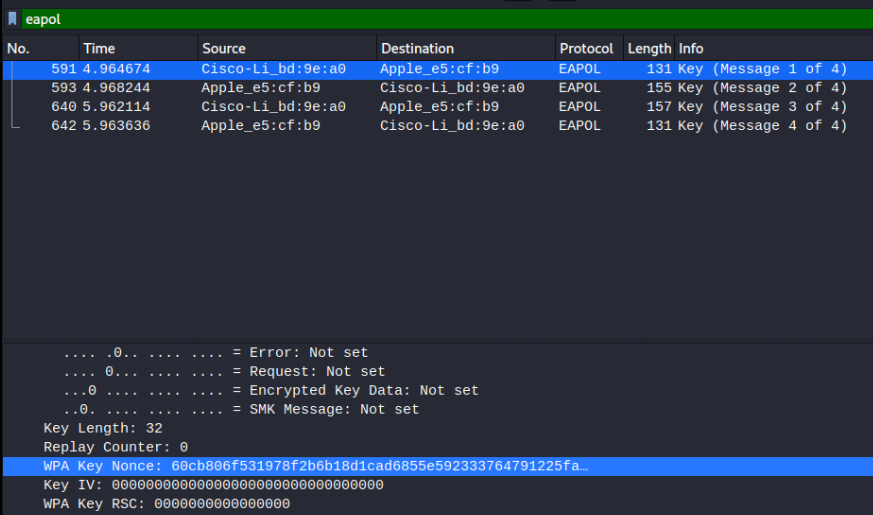 eapol
No. Time Source Destination Protocol Length Info
591 4.964674 Cisco-Li_bd:9e:a0 Apple_e5:cf:b9 EAPOL 131 Key (Message 1 of 4)
593 4.968244 Apple_e5:cf:b9 Cisco-Li_bd:9e:a0 EAPOL 155 Key (Message 2 of 4)
640 5.962114 Cisco-Li_bd:9e:a0 Apple_e5:cf:b9 EAPOL 157 Key (Message 3 of 4)
642 5.963636 Apple_e5:cf:b9 Cisco-Li_bd:9e:a0 EAPOL 131 Key (Message 4 of 4)
.... .0.. .... .... = Error: Not set
.... 0... .... .... = Request: Not set
...0 .... .... .... = Encrypted Key Data: Not set
..0. .... .... .... = SMK Message: Not set
Key Length: 32
Replay Counter: 0
WPA Key Nonce: 60cb806f531978f2b6b18d1cad6855e592333764791225fa…
Key IV: 00000000000000000000000000000000
WPA Key RSC: 0000000000000000